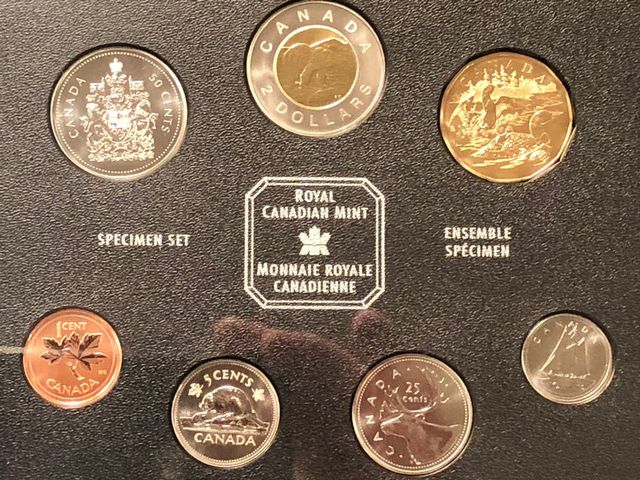 CANADA
50 CENTS
CANADA
2 DOLLARS
CANADA
ROYAL
CANADIAN MINT
MONNAIE ROYALE
CANADIENNE
SPECIMEN SET
ENSEMBLE
SPÉCIMEN
1 CENT
CANADA
5 CENTS
CANADA
CANADA
25
Cents
CANADA